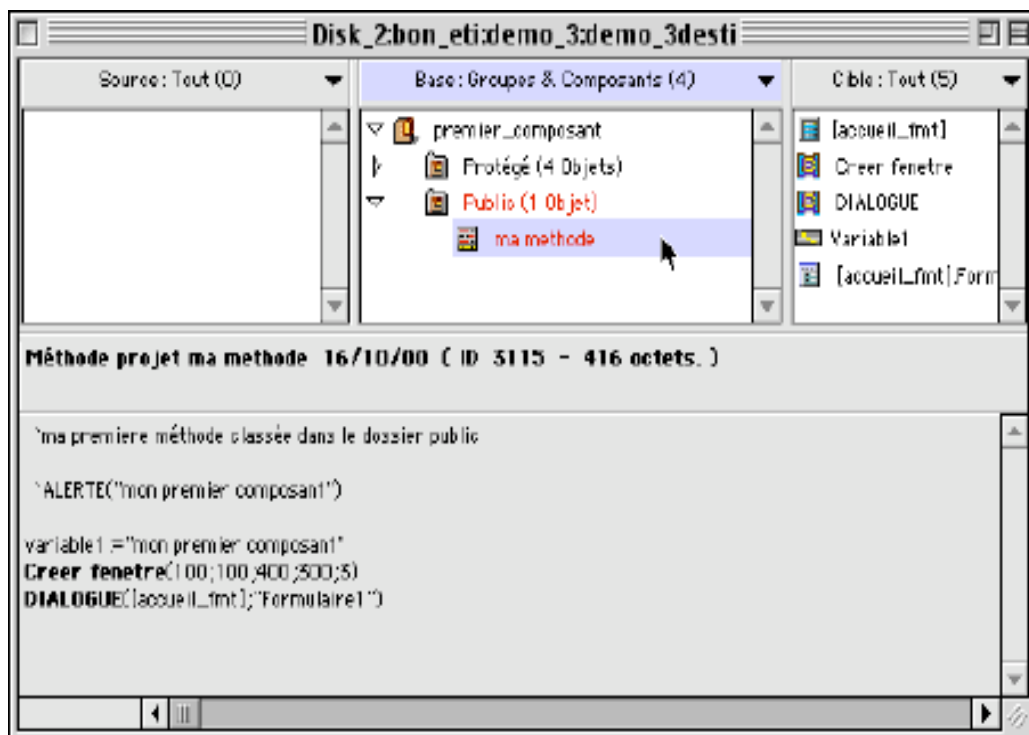 Disk_2:bon_eti:demo_3:demo_3desti
Source : Tout (0)
Base : Groupes & Composants (4)
Cible : Tout (5)
premier_composant
Protégé (4 Objets)
Public (1 Objet)
ma methode
[accueil_fmt]
Creer fenetre
DIALOGUE
Variable1
[accueil_fmt].Form
Méthode projet ma methode 16/10/00 ( ID 3115 - 416 octets. )
`ma premiere méthode classée dans le dossier public
`ALERTE("mon premier composant")
variable1 :="mon premier composant"
Creer fenetre(100;100;400;300;5)
DIALOGUE([accueil_fmt];"Formulaire1")